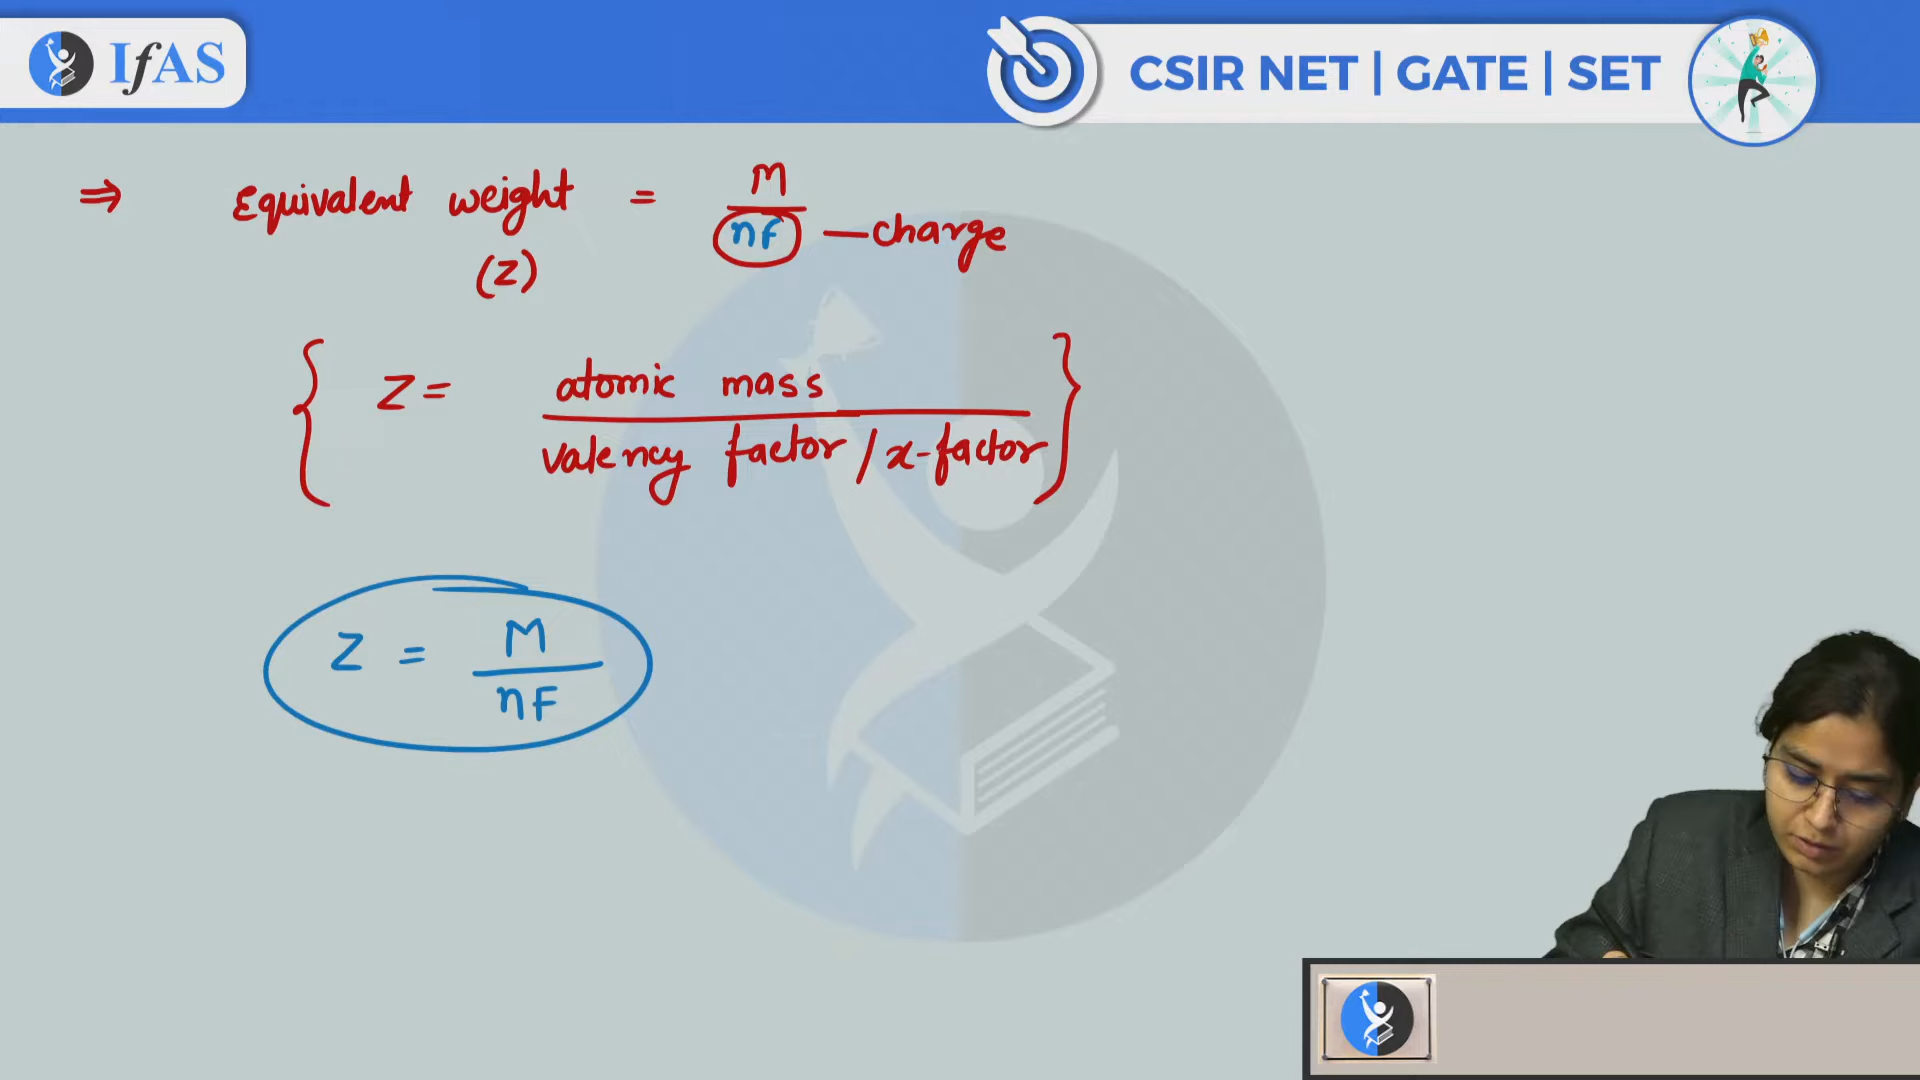 IfAS
CSIR NET | GATE | SET
⇒ Equivalent weight = M / nF — charge
(Z)
{ Z = atomic mass / valency factor / x-factor }
Z = M / nF